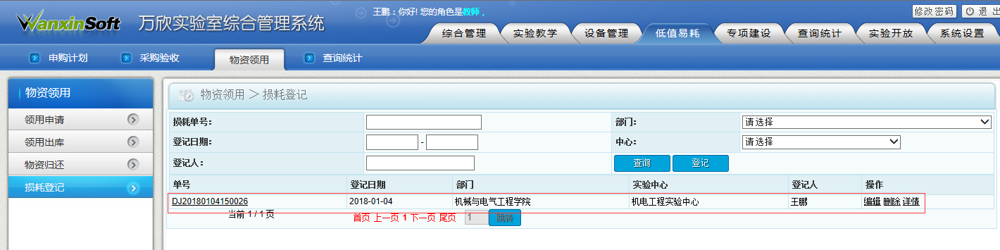 WanxinSoft 万欣实验室综合管理系统
王鹏：你好! 您的角色是教师 。
修改密码 退 出
综合管理 实验教学 设备管理 低值易耗 专项建设 查询统计 实验开放 系统设置
申购计划 采购验收 物资领用 查询统计
物资领用
领用申请
领用出库
物资归还
损耗登记
物资领用 ＞ 损耗登记
损耗单号: 部门: 请选择
登记日期: - 中心: 请选择
登记人: 查询 登记
单号 登记日期 部门 实验中心 登记人 操作
DJ20180104150026 2018-01-04 机械与电气工程学院 机电工程实验中心 王鹏 编辑 删除 详情
当前 1 / 1 页 首页 上一页 1 下一页 尾页 1 跳转